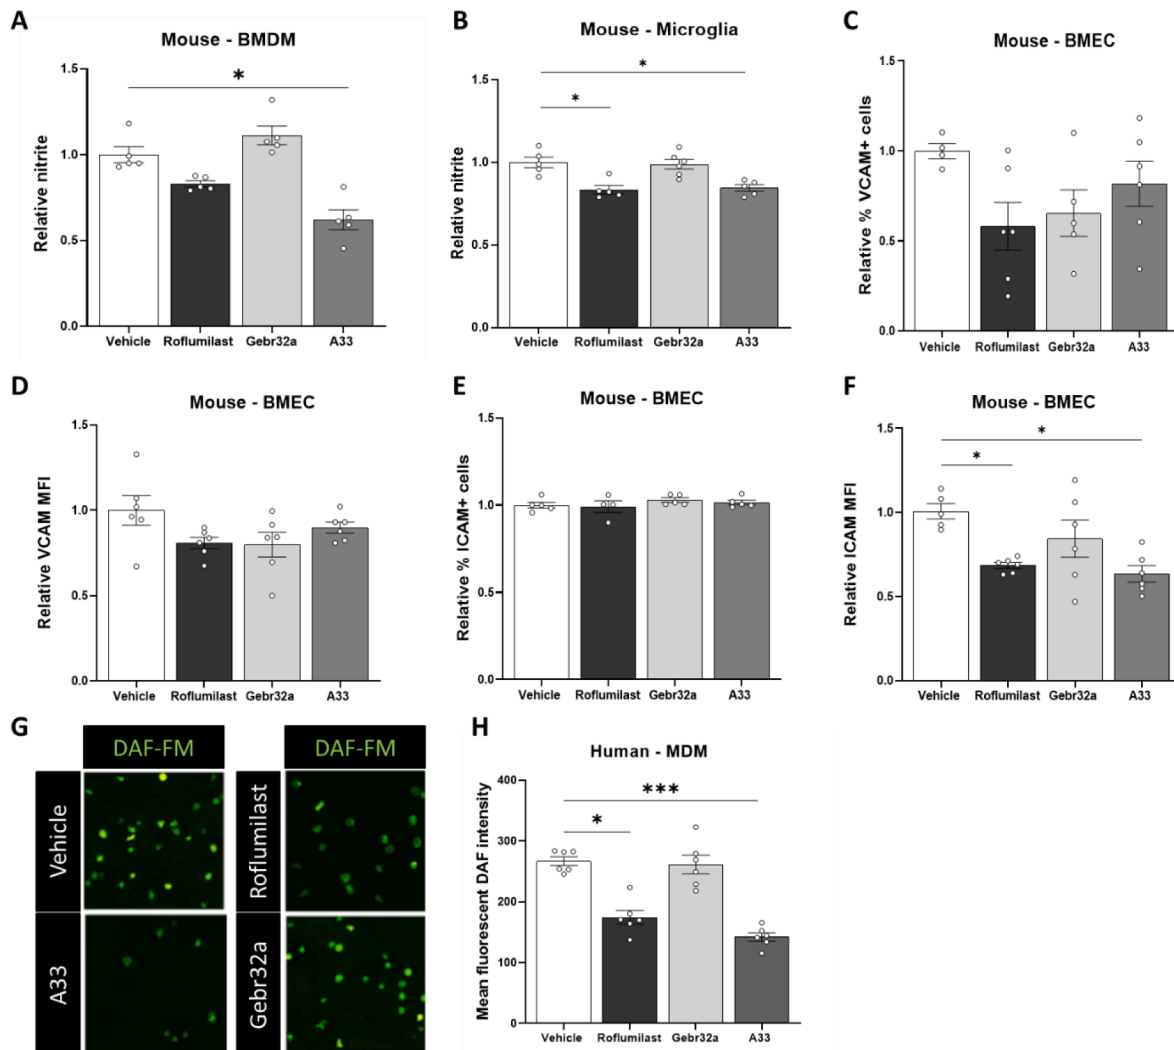 A
Mouse - BMDM
*
Relative nitrite
1.5
1.0
0.5
0.0
Vehicle Roflumilast Gebr32a A33
B
Mouse - Microglia
*
*
Relative nitrite
1.5
1.0
0.5
0.0
Vehicle Roflumilast Gebr32a A33
C
Mouse - BMEC
Relative % VCAM+ cells
1.5
1.0
0.5
0.0
Vehicle Roflumilast Gebr32a A33
D
Mouse - BMEC
Relative VCAM MFI
1.5
1.0
0.5
0.0
Vehicle Roflumilast Gebr32a A33
E
Mouse - BMEC
Relative % ICAM+ cells
1.5
1.0
0.5
0.0
Vehicle Roflumilast Gebr32a A33
F
Mouse - BMEC
*
*
Relative ICAM MFI
1.5
1.0
0.5
0.0
Vehicle Roflumilast Gebr32a A33
G
DAF-FM
DAF-FM
Vehicle
Roflumilast
A33
Gebr32a
H
Human - MDM
***
*
Mean fluorescent DAF intensity
400
300
200
100
0
Vehicle Roflumilast Gebr32a A33